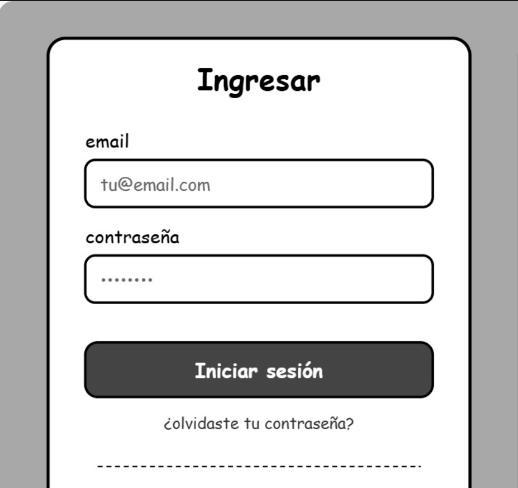 Ingresar
email
tu@email.com
contraseña
••••••••
Iniciar sesión
¿olvidaste tu contraseña?